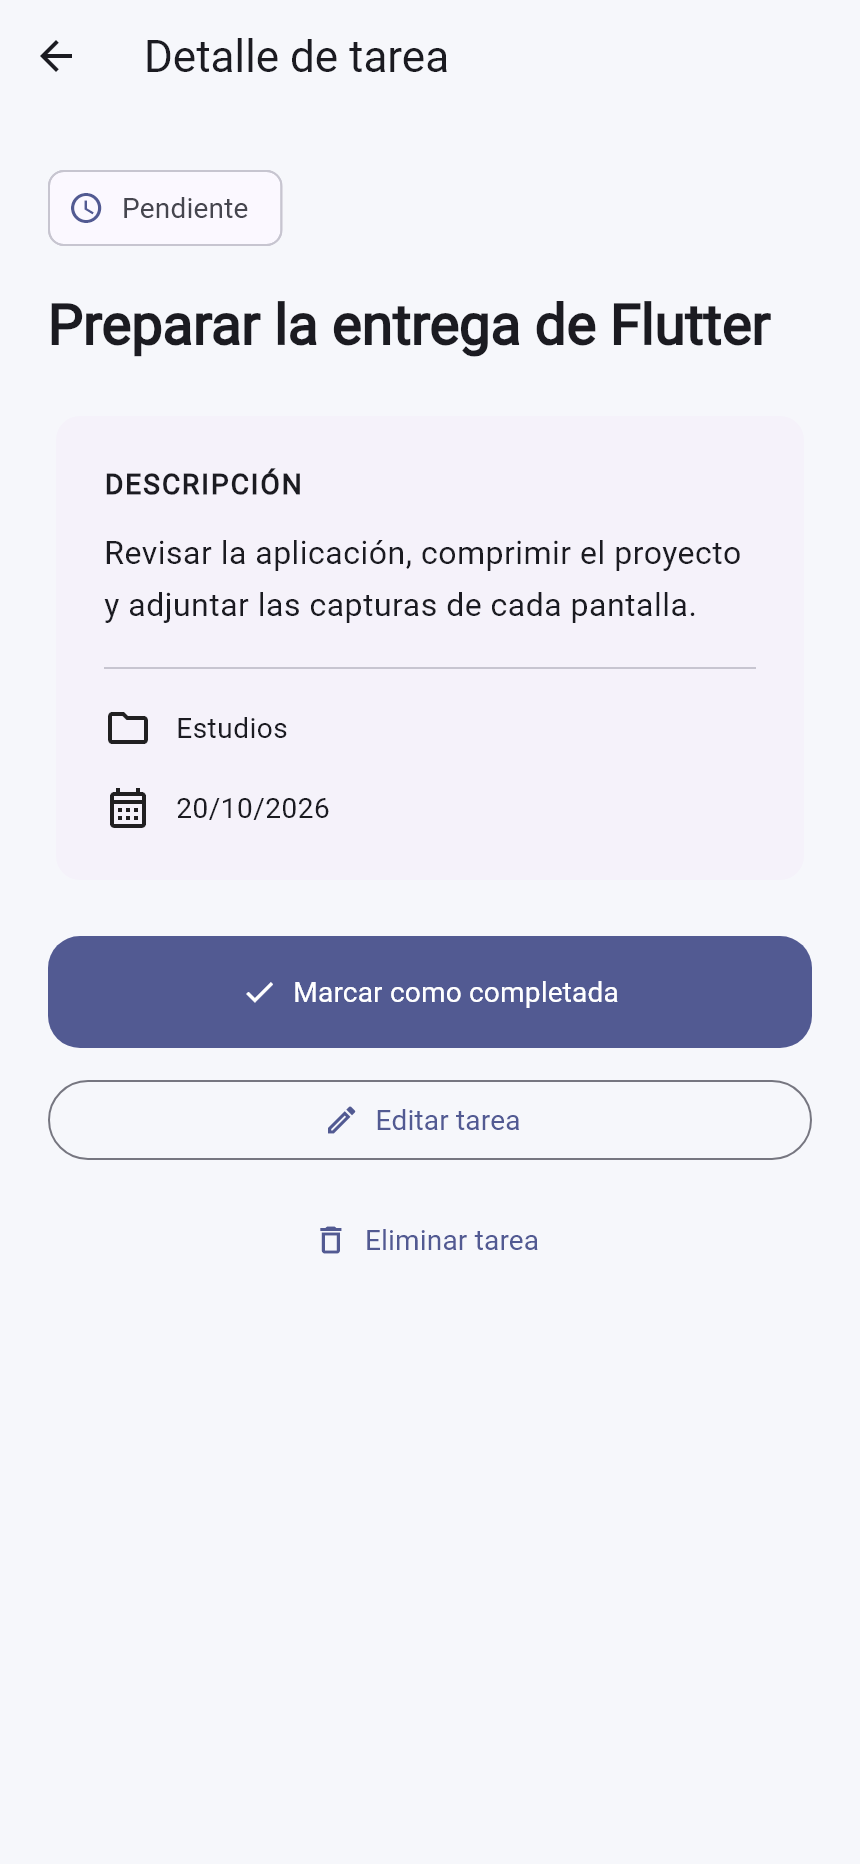 Detalle de tarea
Pendiente
Preparar la entrega de Flutter
DESCRIPCIÓN
Revisar la aplicación, comprimir el proyecto
y adjuntar las capturas de cada pantalla.
Estudios
20/10/2026
Marcar como completada
Editar tarea
Eliminar tarea